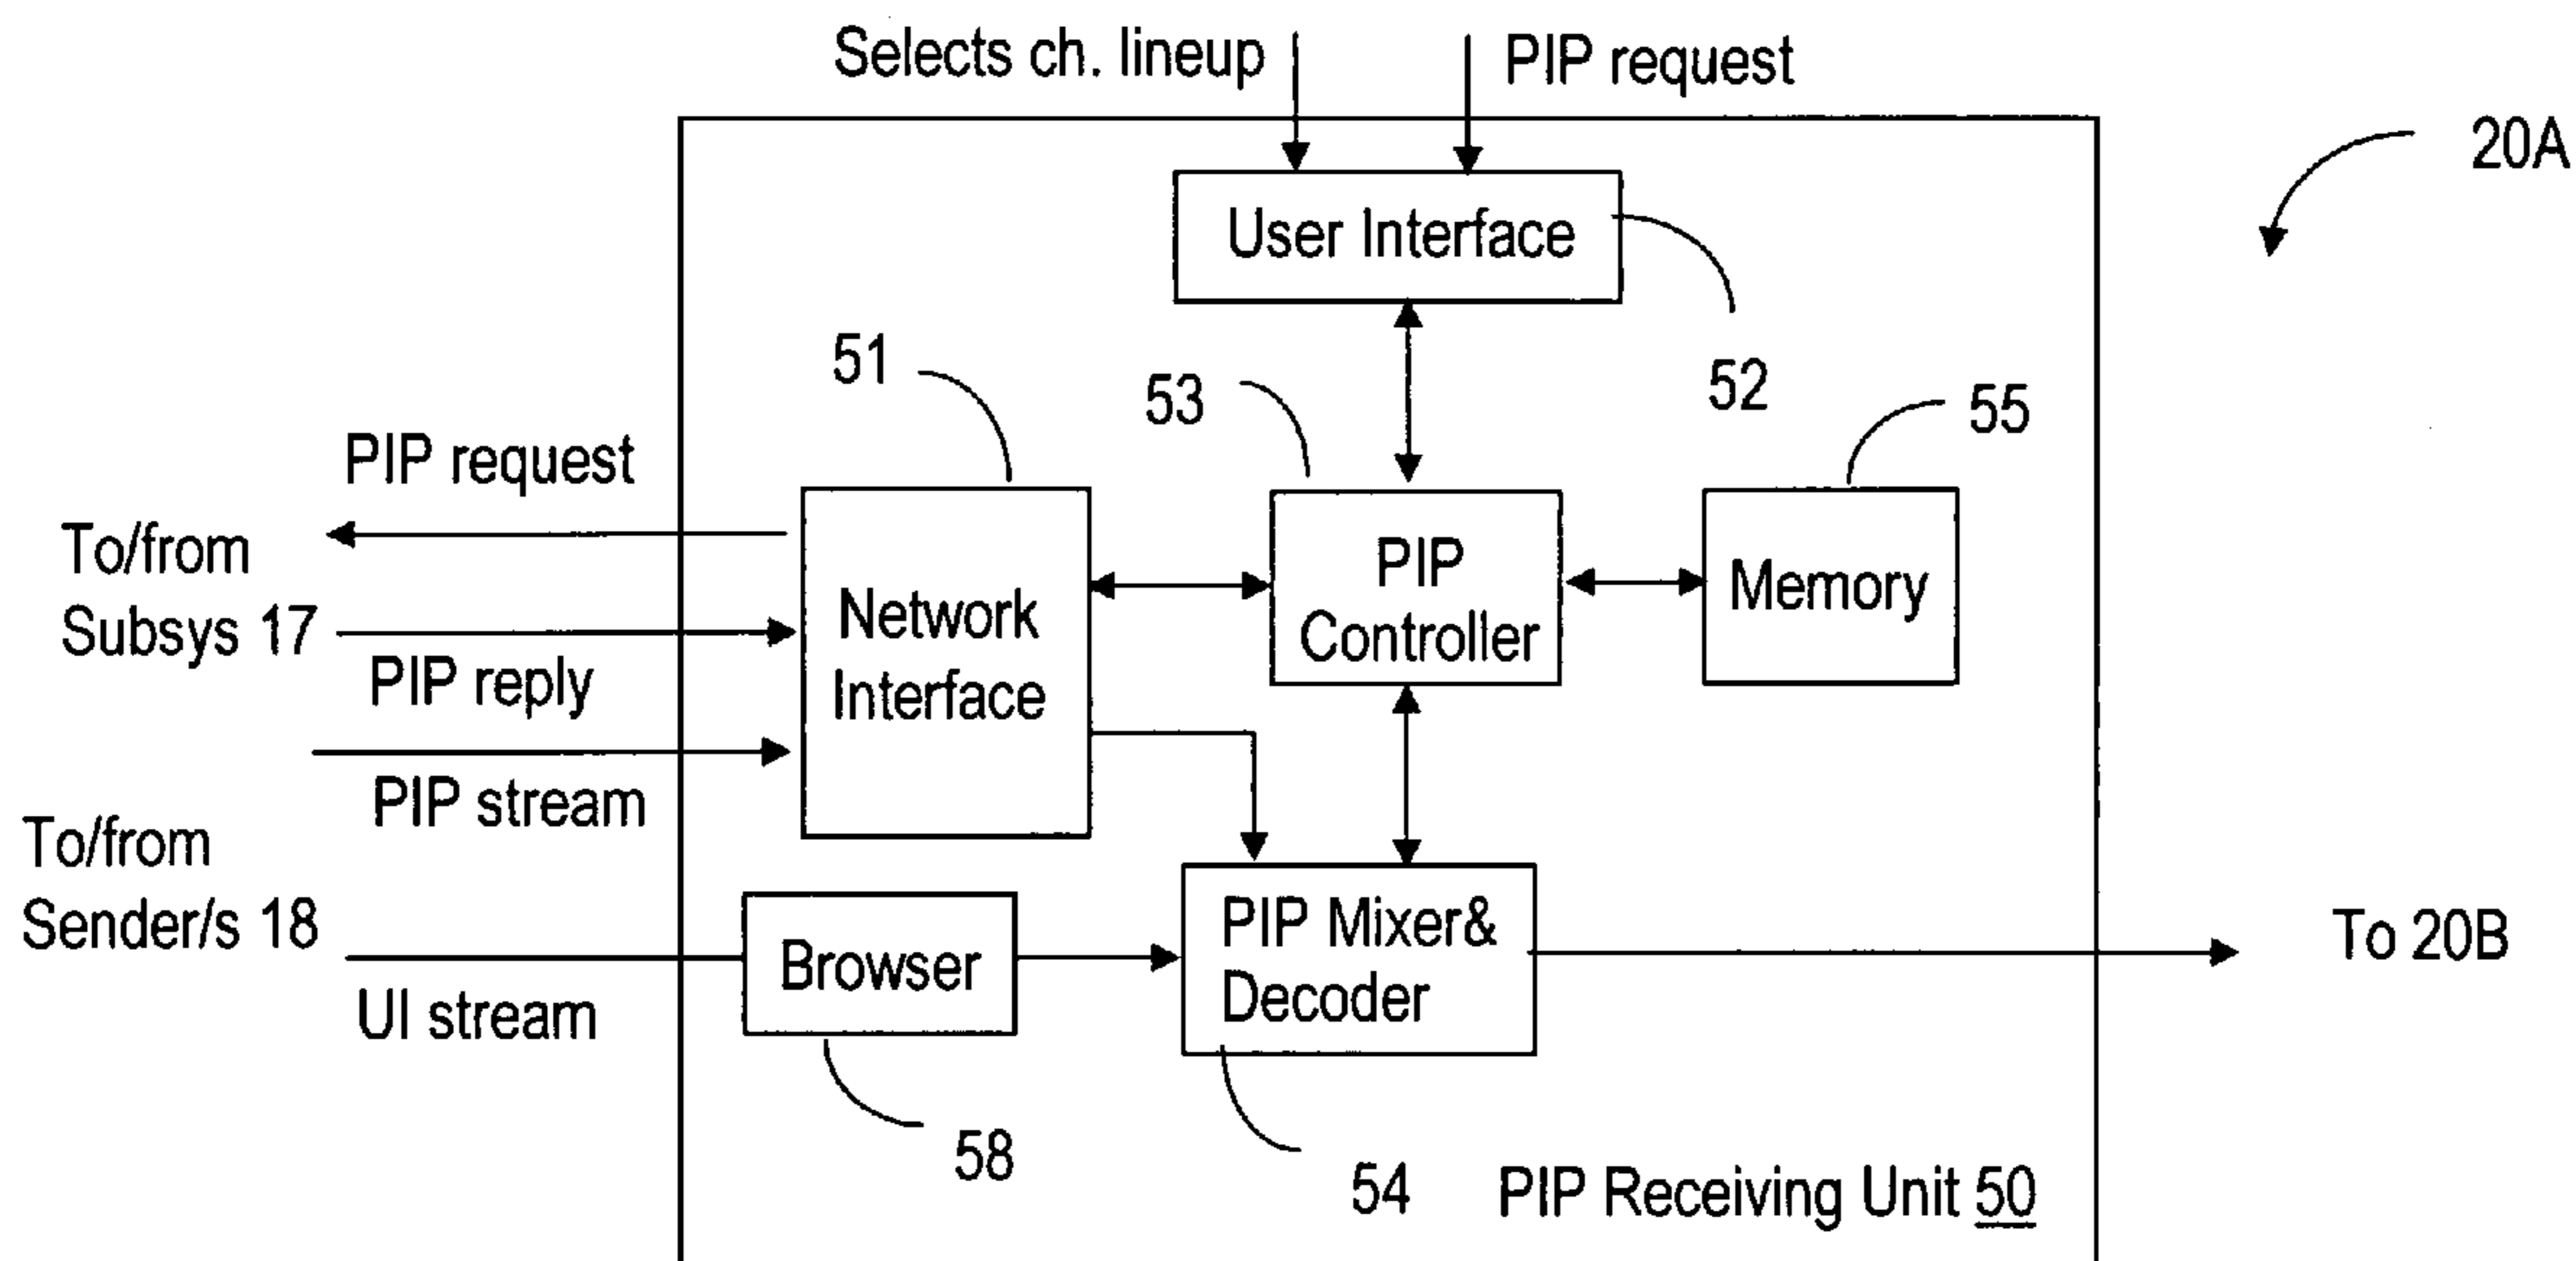 Selects ch. lineup
PIP request
20A
User Interface
51
53
52
55
PIP request
To/from
Subsys 17
PIP reply
PIP stream
Network
Interface
PIP
Controller
Memory
To/from
Sender/s 18
UI stream
Browser
PIP Mixer&
Decoder
To 20B
58
54
PIP Receiving Unit 50